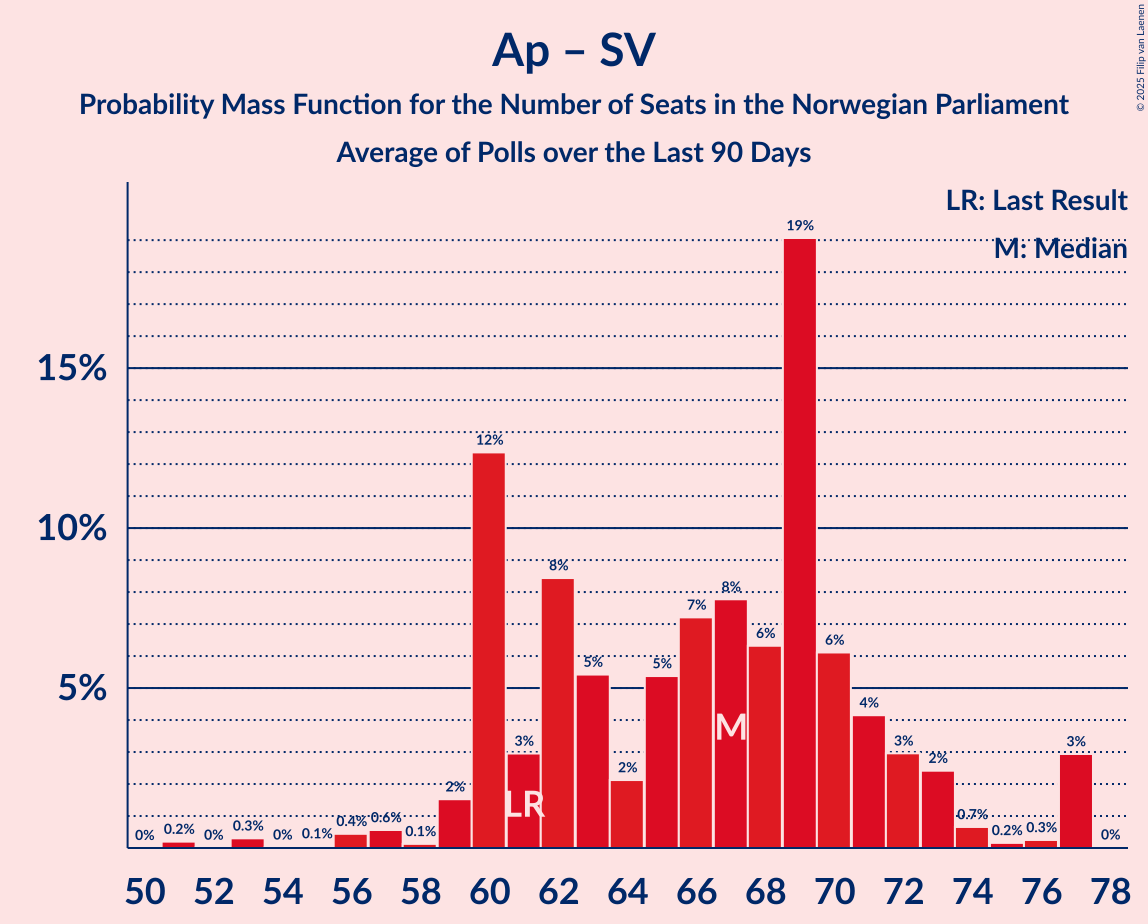 Ap – SV
Probability Mass Function for the Number of Seats in the Norwegian Parliament
Average of Polls over the Last 90 Days
© 2025 Filip van Laenen
LR: Last Result
M: Median
15%
10%
5%
0% 0.2% 0% 0.3% 0% 0.1% 0.4% 0.6% 0.1% 2% 12% 3% 8% 5% 2% 5% 7% 8% 6% 19% 6% 4% 3% 2% 0.7% 0.2% 0.3% 3% 0%
LR M
50 52 54 56 58 60 62 64 66 68 70 72 74 76 78